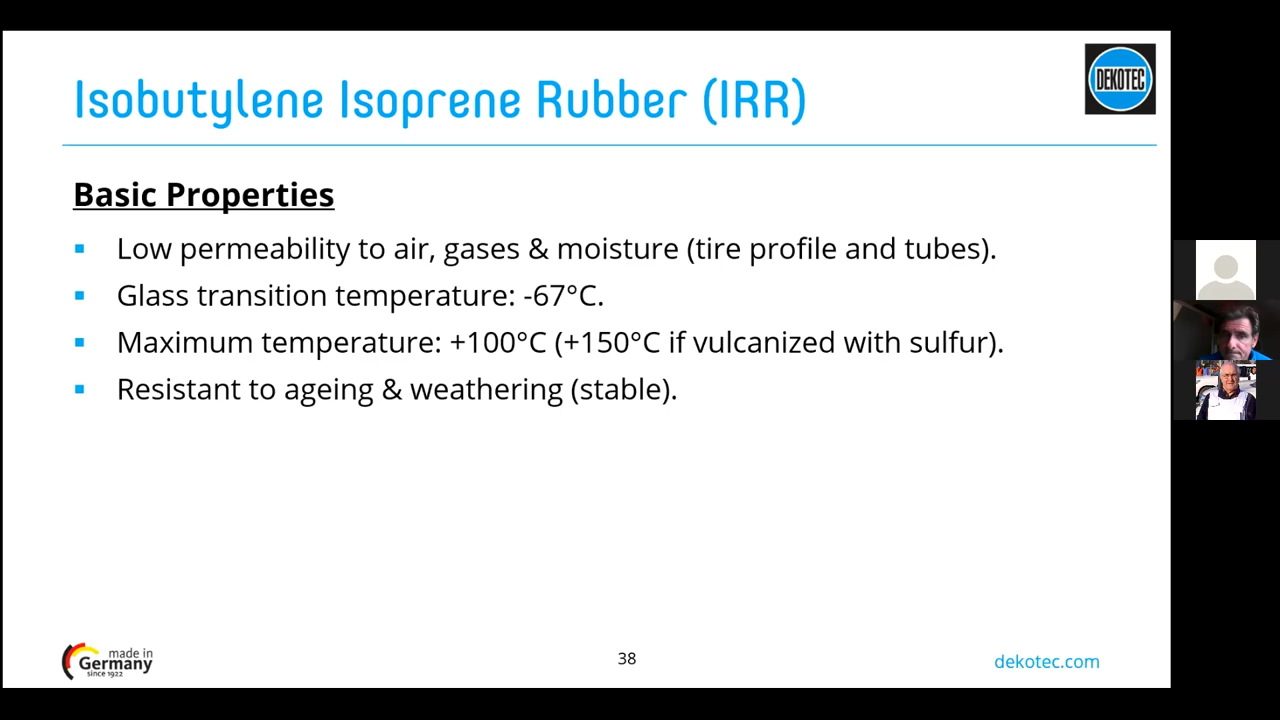 Isobutylene Isoprene Rubber (IRR)
DEKOTEC
Basic Properties
Low permeability to air, gases & moisture (tire profile and tubes).
Glass transition temperature: -67°C.
Maximum temperature: +100°C (+150°C if vulcanized with sulfur).
Resistant to ageing & weathering (stable).
made in
Germany
since 1922
38
dekotec.com